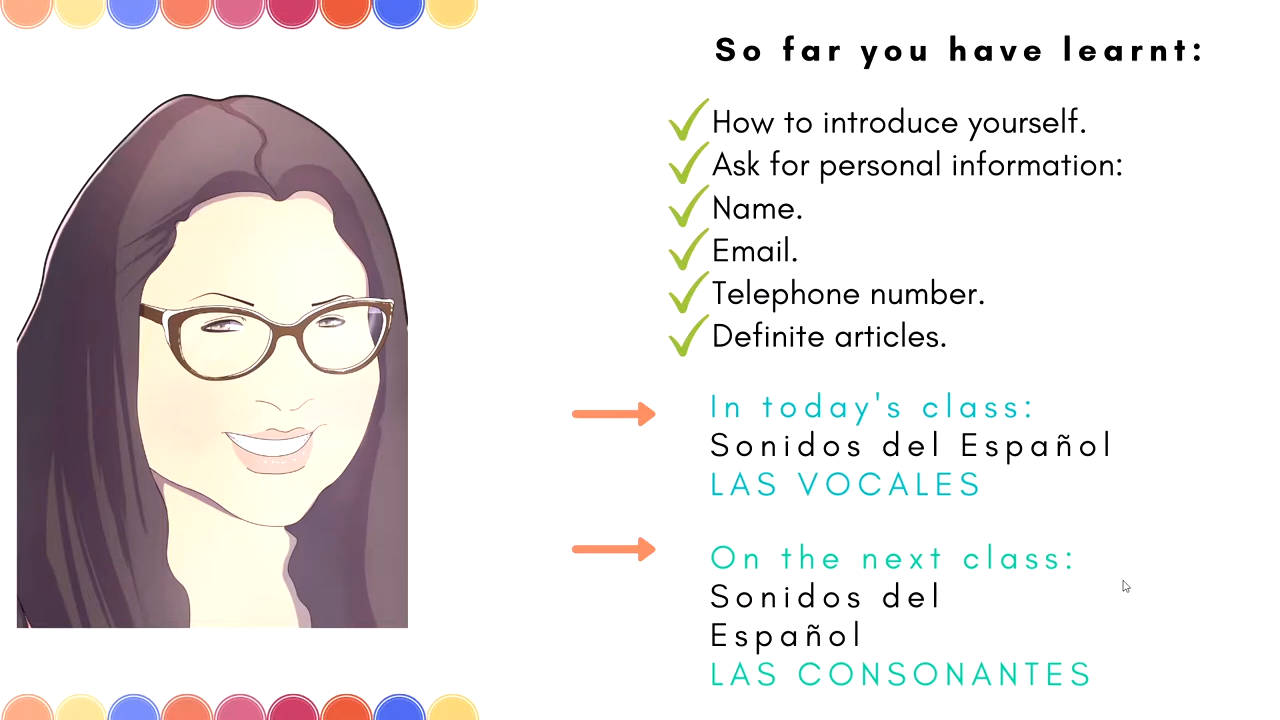 So far you have learnt:
How to introduce yourself.
Ask for personal information:
Name.
Email.
Telephone number.
Definite articles.
In today's class:
Sonidos del Español
LAS VOCALES
On the next class:
Sonidos del
Español
LAS CONSONANTES